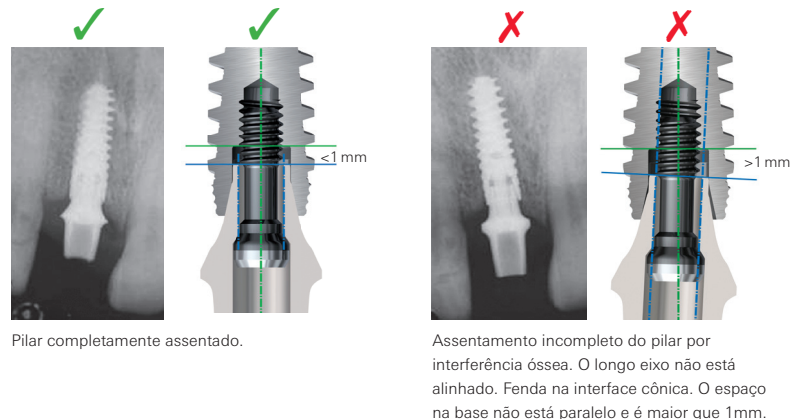 <1 mm
>1 mm
Pilar completamente assentado.
Assentamento incompleto do pilar por
interferência óssea. O longo eixo não está
alinhado. Fenda na interface cônica. O espaço
na base não está paralelo e é maior que 1mm.